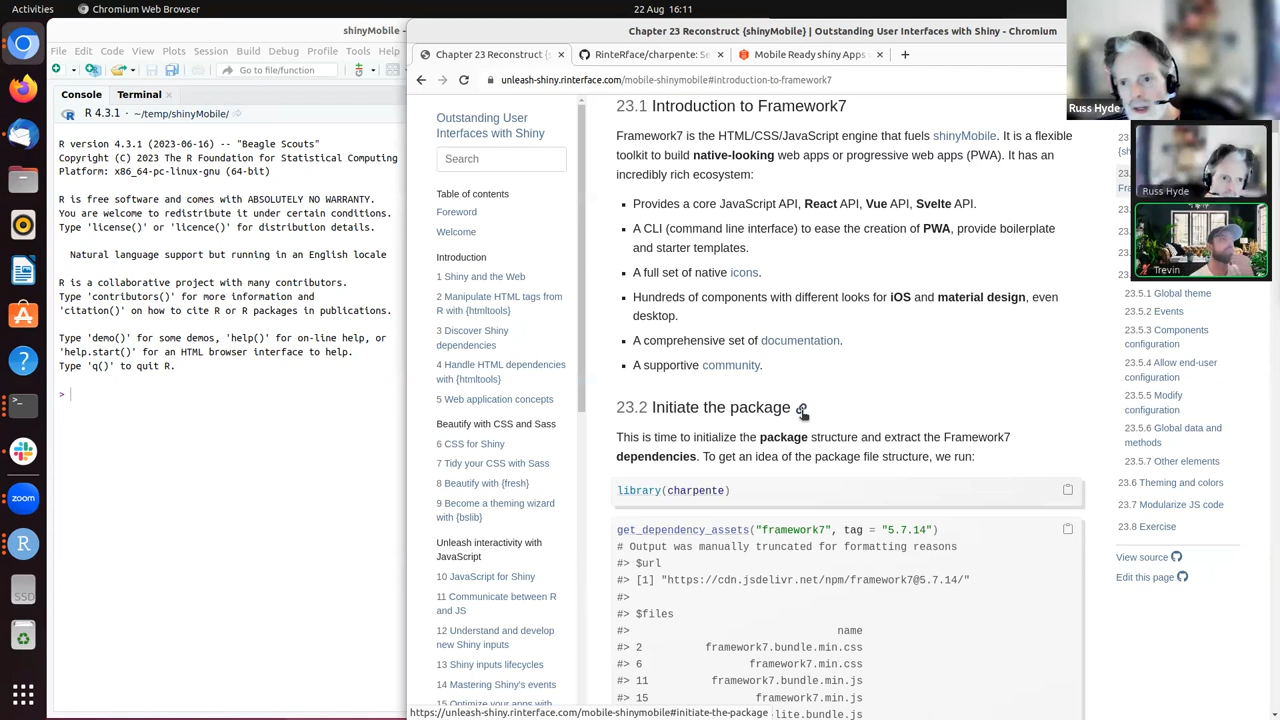 Activities
Chromium Web Browser
22 Aug 16:11
shinyMobile -
File Edit Code View Plots Session Build Debug Profile Tools
Go to file/function
Console Terminal
R 4.3.1 · ~/temp/shinyMobile/
R version 4.3.1 (2023-06-16) -- "Beagle Scouts"
Copyright (C) 2023 The R Foundation for Statistical Computing
Platform: x86_64-pc-linux-gnu (64-bit)
R is free software and comes with ABSOLUTELY NO WARRANTY.
You are welcome to redistribute it under certain conditions.
Type 'license()' or 'licence()' for distribution details.
Natural language support but running in an English locale
R is a collaborative project with many contributors.
Type 'contributors()' for more information and
'citation()' on how to cite R or R packages in publications.
Type 'demo()' for some demos, 'help()' for on-line help, or
'help.start()' for an HTML browser interface to help.
Type 'q()' to quit R.
>
SSD
zoom
Chapter 23 Reconstruct {shinyMobile} | Outstanding User Interfaces with Shiny - Chromium
Chapter 23 Reconstruct {
RinteRface/charpente: Se
Mobile Ready shiny Apps
unleash-shiny.rinterface.com/mobile-shinymobile#introduction-to-framework7
Outstanding User
Interfaces with Shiny
Search
Table of contents
Foreword
Welcome
Introduction
1 Shiny and the Web
2 Manipulate HTML tags from
R with {htmltools}
3 Discover Shiny
dependencies
4 Handle HTML dependencies
with {htmltools}
5 Web application concepts
Beautify with CSS and Sass
6 CSS for Shiny
7 Tidy your CSS with Sass
8 Beautify with {fresh}
9 Become a theming wizard
with {bslib}
Unleash interactivity with
JavaScript
10 JavaScript for Shiny
11 Communicate between R
and JS
12 Understand and develop
new Shiny inputs
13 Shiny inputs lifecycles
14 Mastering Shiny's events
15 Optimize your apps with
23.1 Introduction to Framework7
Framework7 is the HTML/CSS/JavaScript engine that fuels shinyMobile. It is a flexible
toolkit to build native-looking web apps or progressive web apps (PWA). It has an
incredibly rich ecosystem:
▪ Provides a core JavaScript API, React API, Vue API, Svelte API.
▪ A CLI (command line interface) to ease the creation of PWA, provide boilerplate
and starter templates.
▪ A full set of native icons.
▪ Hundreds of components with different looks for iOS and material design, even
desktop.
▪ A comprehensive set of documentation.
▪ A supportive community.
23.2 Initiate the package
This is time to initialize the package structure and extract the Framework7
dependencies. To get an idea of the package file structure, we run:
library(charpente)
get_dependency_assets("framework7", tag = "5.7.14")
# Output was manually truncated for formatting reasons
#> $url
#> [1] "https://cdn.jsdelivr.net/npm/framework7@5.7.14/"
#>
#> $files
#> name
#> 2 framework7.bundle.min.css
#> 6 framework7.min.css
#> 11 framework7.bundle.min.js
#> 15 framework7.min.js
lite.bundle.js
https://unleash-shiny.rinterface.com/mobile-shinymobile#initiate-the-package
Russ Hyde
Russ Hyde
Trevin
23.5.1 Global theme
23.5.2 Events
23.5.3 Components
configuration
23.5.4 Allow end-user
configuration
23.5.5 Modify
configuration
23.5.6 Global data and
methods
23.5.7 Other elements
23.6 Theming and colors
23.7 Modularize JS code
23.8 Exercise
View source
Edit this page